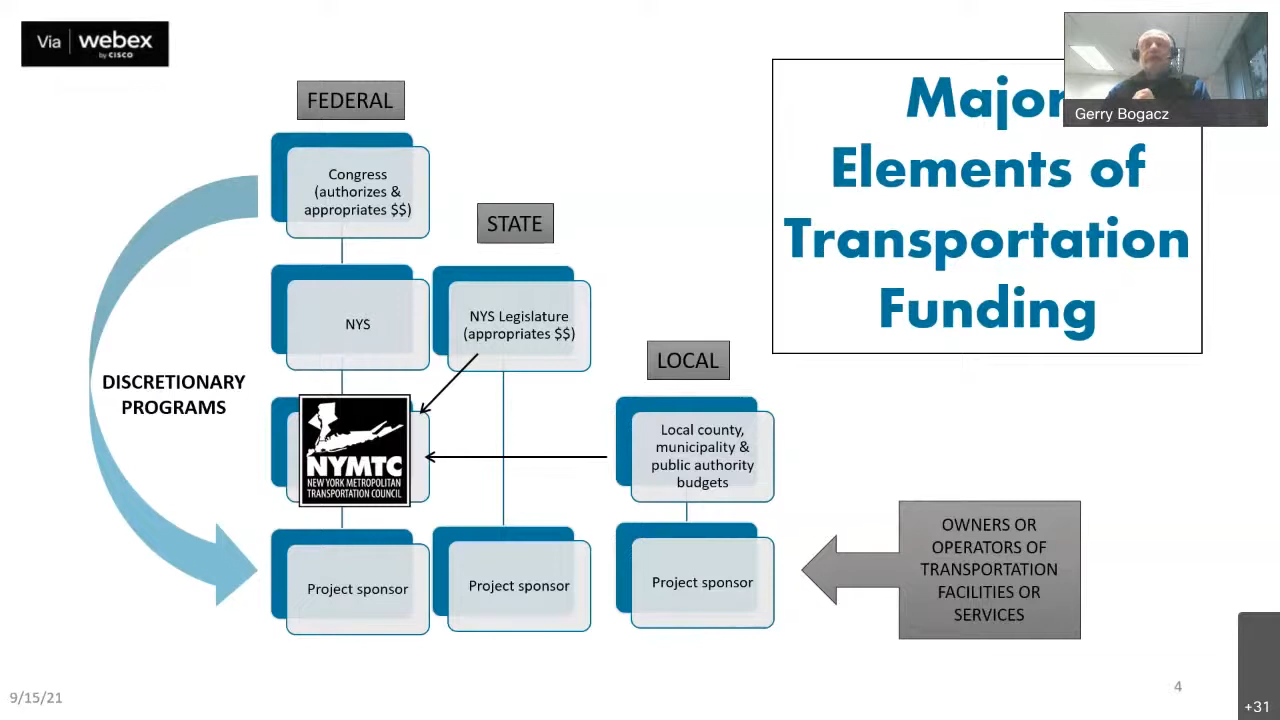 Via webex
by CISCO
FEDERAL
Congress
(authorizes &
appropriates $$)
STATE
NYS
NYS Legislature
(appropriates $$)
DISCRETIONARY
PROGRAMS
NYMTC
NEW YORK METROPOLITAN
TRANSPORTATION COUNCIL
LOCAL
Local county,
municipality &
public authority
budgets
Project sponsor
Project sponsor
Project sponsor
OWNERS OR
OPERATORS OF
TRANSPORTATION
FACILITIES OR
SERVICES
Major
Elements of
Transportation
Funding
Gerry Bogacz
9/15/21
4
+31